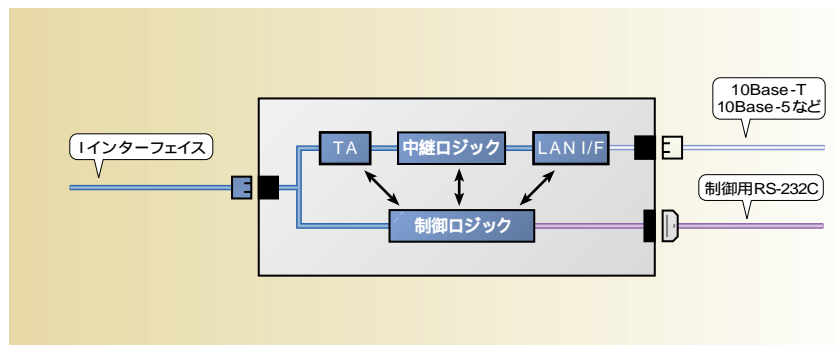 Iインターフェイス
TA
中継ロジック
LAN I/F
制御ロジック
10Base-T
10Base-5など
制御用RS-232C